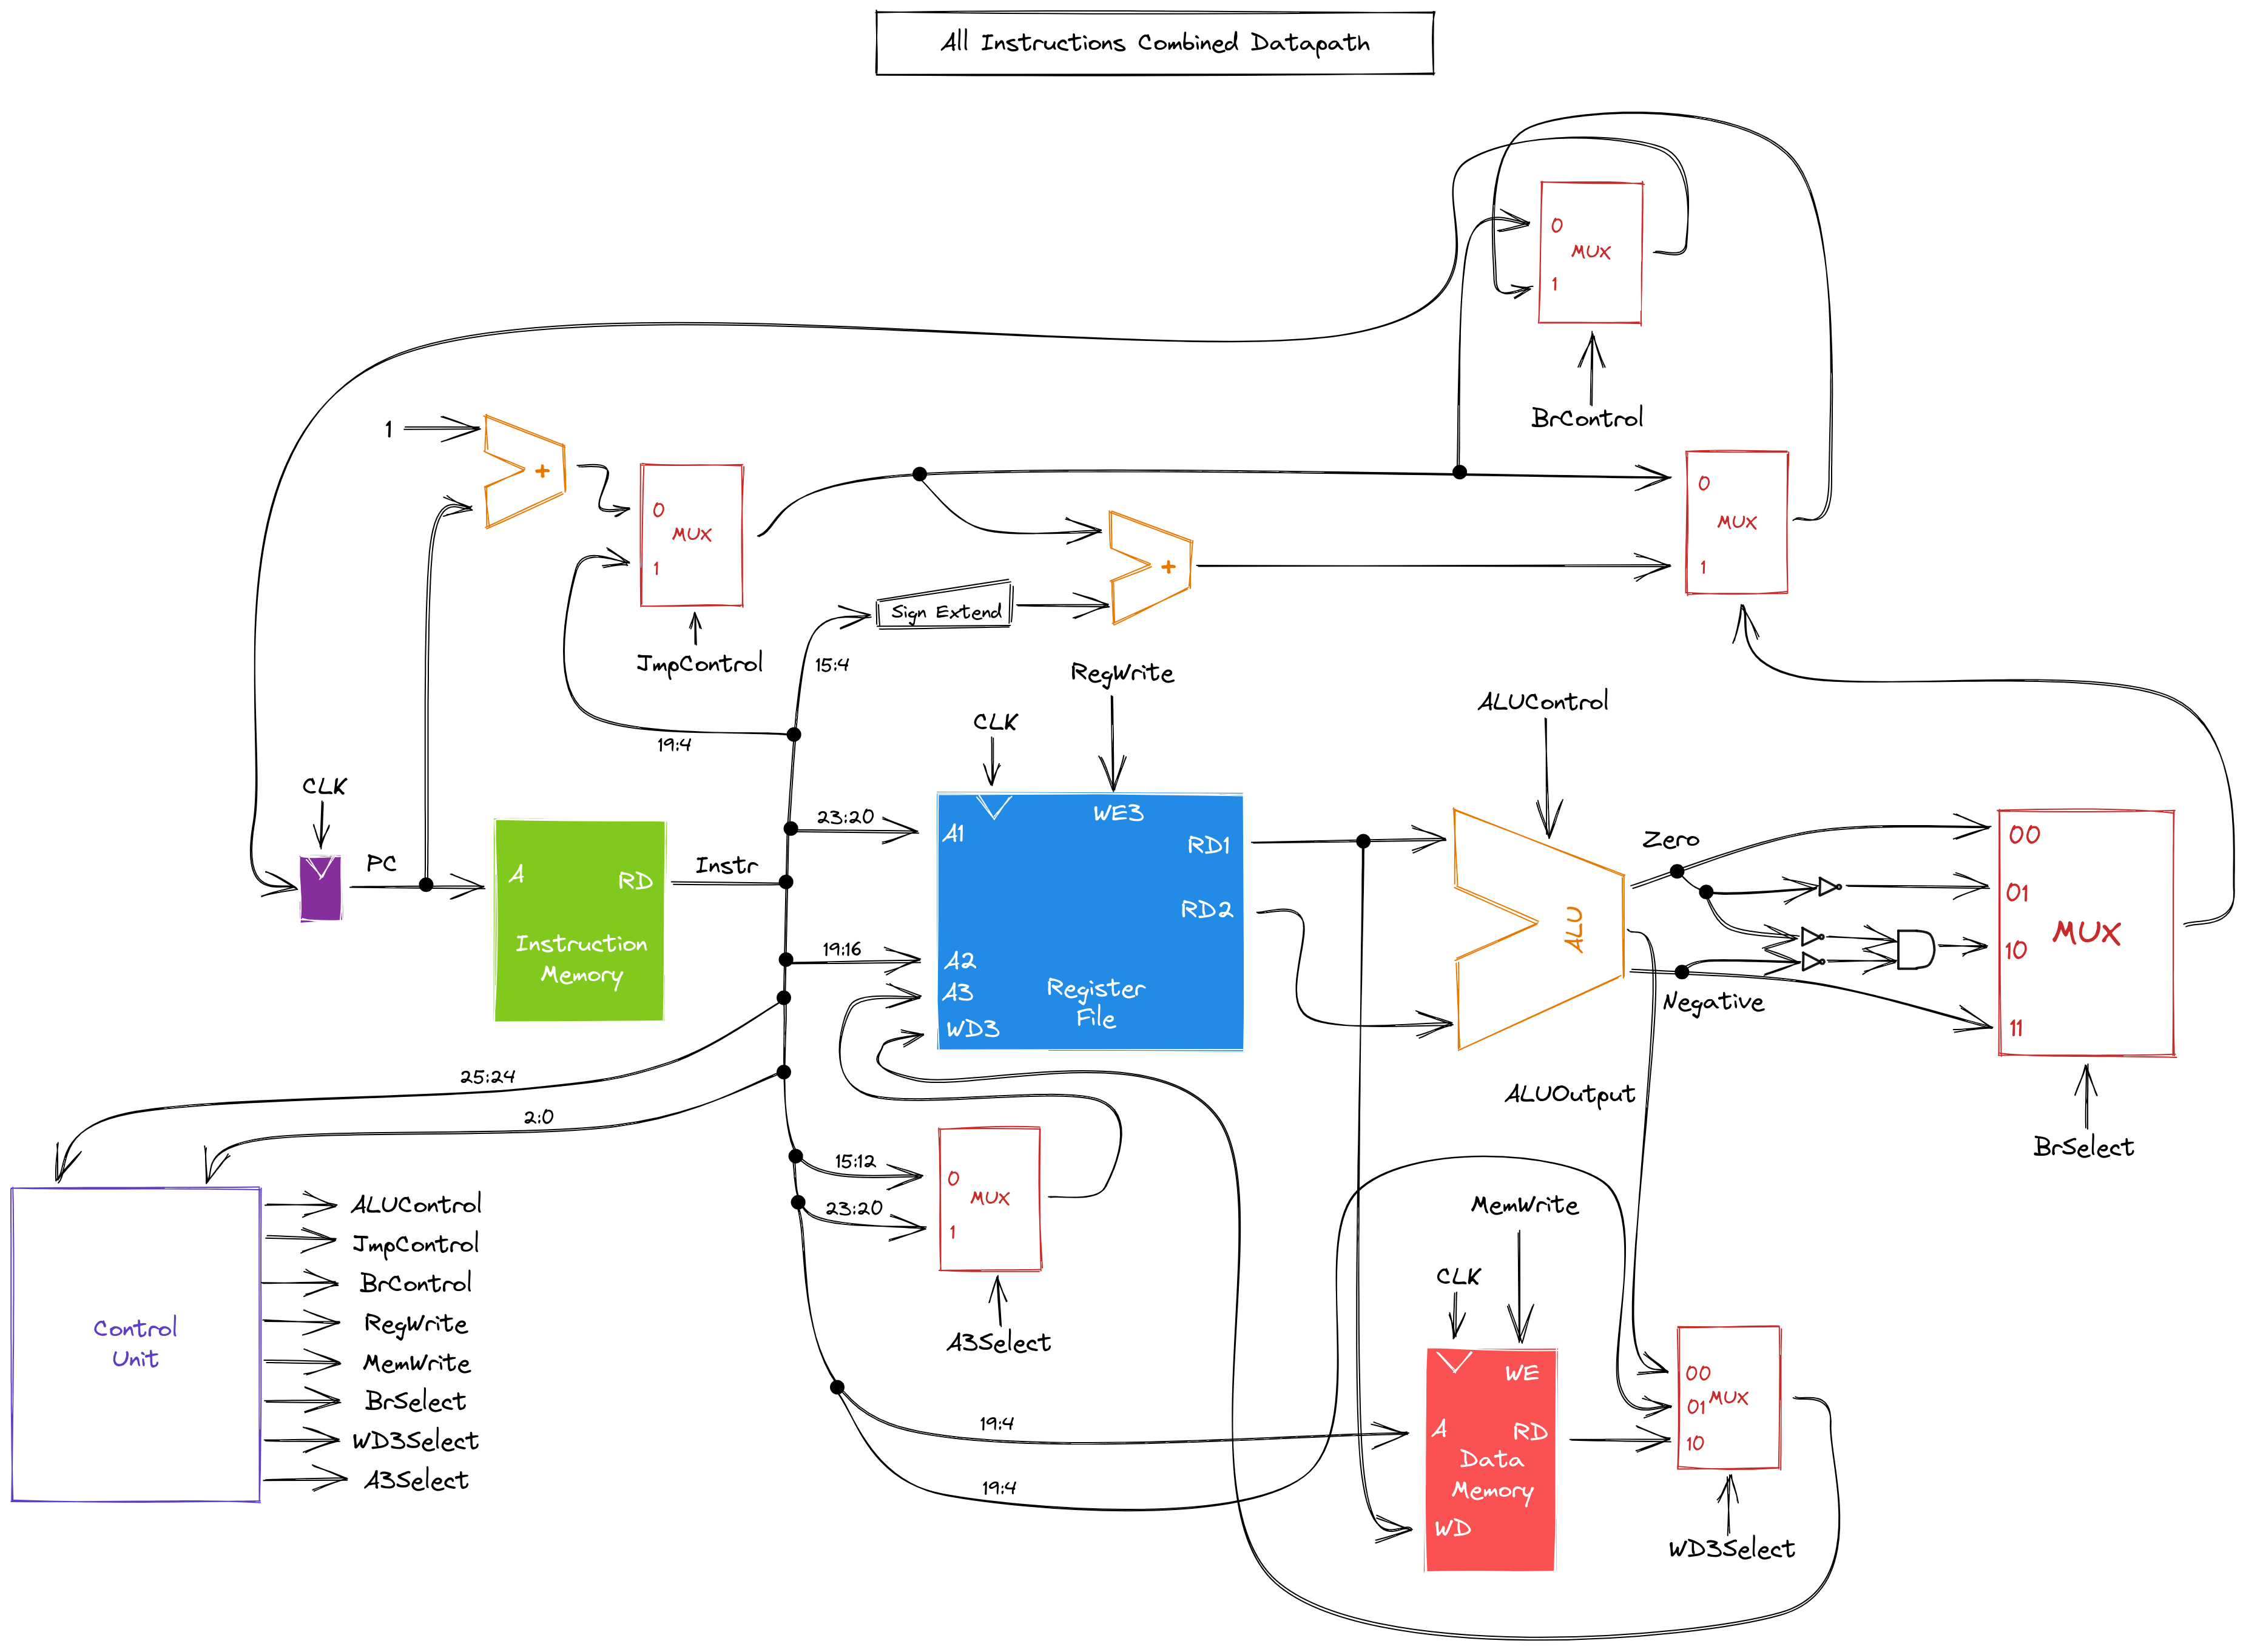 All Instructions Combined Datapath
0
MUX
1
BrControl
1
+
0
MUX
1
JmpControl
0
MUX
1
+
Sign Extend
15:4
19:4
RegWrite
CLK
ALUControl
CLK
PC
A
RD
Instruction
Memory
Instr
23:20
19:16
A1
WE3
RD1
RD2
A2
A3
WD3
Register
File
ALU
Zero
Negative
ALUOutput
00
01
10
11
MUX
BrSelect
25:24
2:0
Control
Unit
ALUControl
JmpControl
BrControl
RegWrite
MemWrite
BrSelect
WD3Select
A3Select
15:12
23:20
0
MUX
1
A3Select
19:4
19:4
MemWrite
CLK
WE
A
RD
Data
Memory
WD
00
01
MUX
10
WD3Select